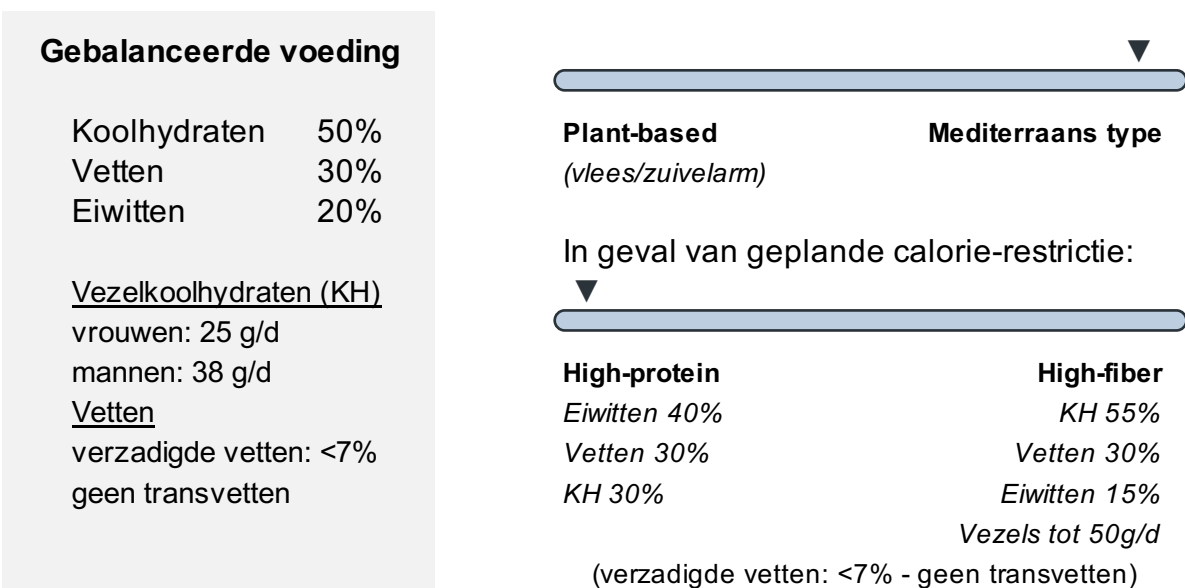 Gebalanceerde voeding
Koolhydraten 50%
Vetten 30%
Eiwitten 20%
Vezelkoolhydraten (KH)
vrouwen: 25 g/d
mannen: 38 g/d
Vetten
verzadigde vetten: <7%
geen transvetten
Plant-based Mediterraans type
(vlees/zuivelarm)
In geval van geplande calorie-restrictie:
High-protein High-fiber
Eiwitten 40% KH 55%
Vetten 30% Vetten 30%
KH 30% Eiwitten 15%
Vezels tot 50g/d
(verzadigde vetten: <7% - geen transvetten)